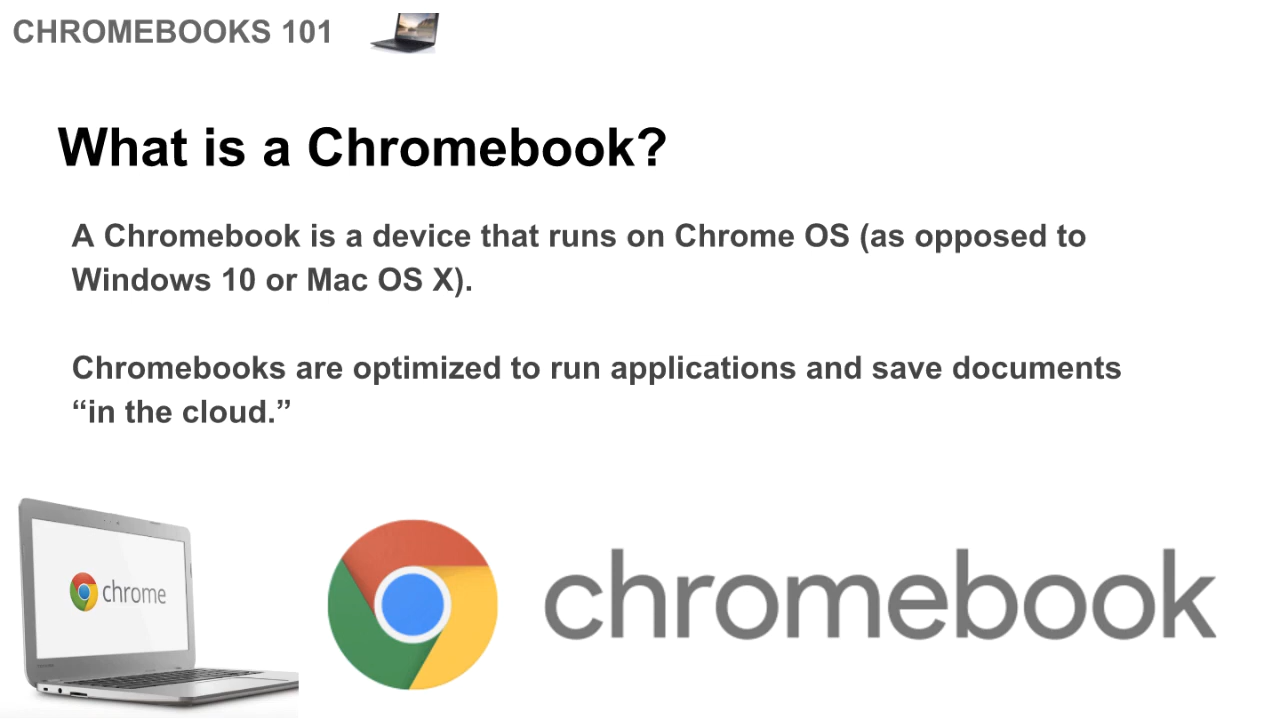 CHROMEBOOKS 101
What is a Chromebook?
A Chromebook is a device that runs on Chrome OS (as opposed to
Windows 10 or Mac OS X).
Chromebooks are optimized to run applications and save documents
“in the cloud.”
chrome
chromebook